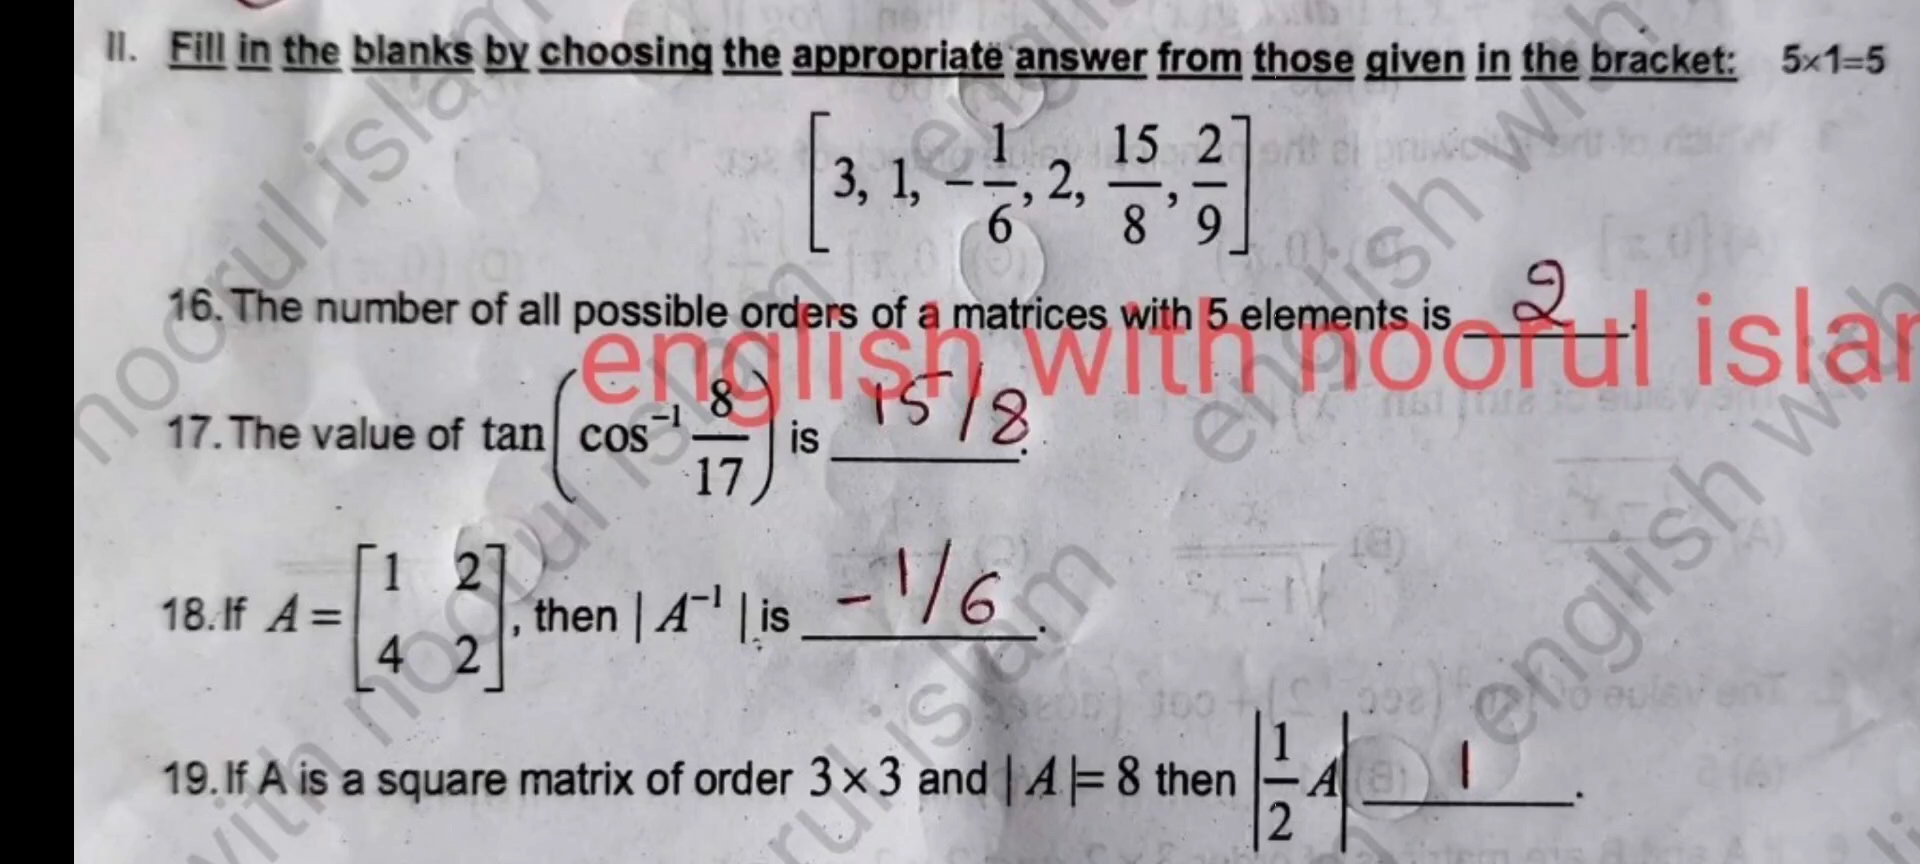 II. Fill in the blanks by choosing the appropriate answer from those given in the bracket: 5×1=5
[3, 1, -1/6, 2, 15/8, 2/9]
16. The number of all possible orders of a matrices with 5 elements is 2.
english with noorul islam
17. The value of tan(cos⁻¹ 8/17) is 15/8.
18. If A = [1 2; 4 2], then |A⁻¹| is -1/6.
19. If A is a square matrix of order 3×3 and |A|= 8 then |1/2 A| 1.